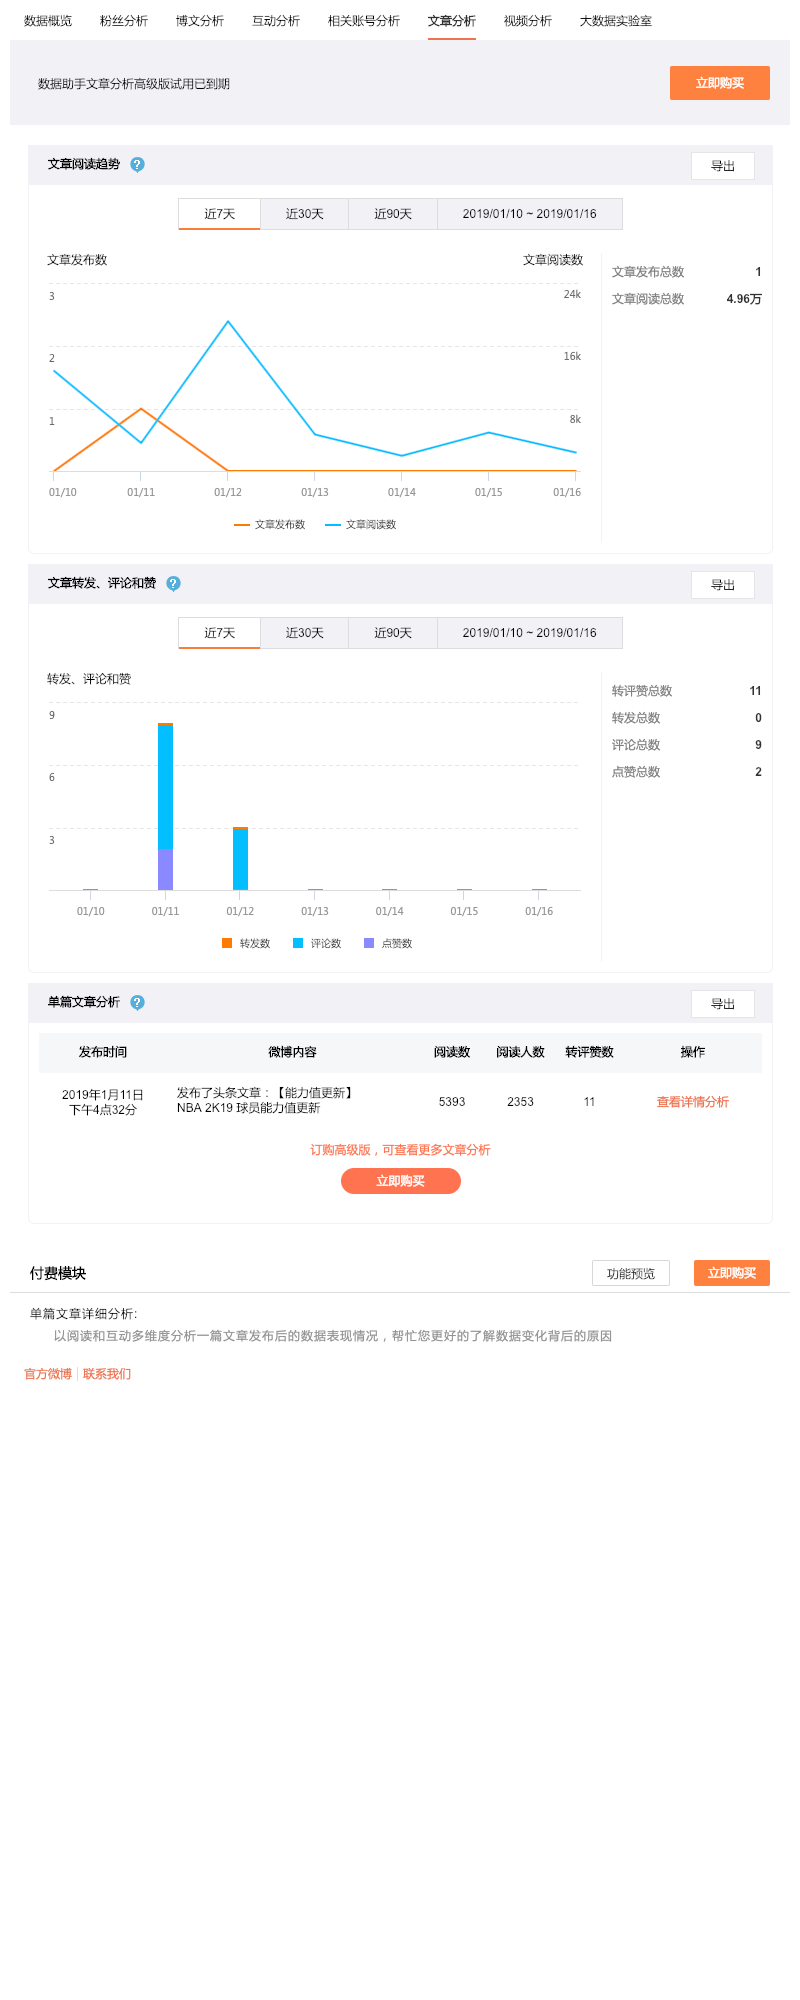 数据概览 粉丝分析 博文分析 互动分析 相关账号分析 文章分析 视频分析 大数据实验室
数据助手文章分析高级版试用已到期 立即购买
文章阅读趋势 ? 导出
近7天 近30天 近90天 2019/01/10 ~ 2019/01/16
文章发布数 文章阅读数
文章发布总数 1
文章阅读总数 4.96万
3 24k
2 16k
1 8k
01/10 01/11 01/12 01/13 01/14 01/15 01/16
文章发布数 文章阅读数
文章转发、评论和赞 ? 导出
近7天 近30天 近90天 2019/01/10 ~ 2019/01/16
转发、评论和赞
转评赞总数 11
转发总数 0
评论总数 9
点赞总数 2
9
6
3
01/10 01/11 01/12 01/13 01/14 01/15 01/16
转发数 评论数 点赞数
单篇文章分析 ? 导出
发布时间 微博内容 阅读数 阅读人数 转评赞数 操作
2019年1月11日 发布了头条文章：【能力值更新】
下午4点32分 NBA 2K19 球员能力值更新 5393 2353 11 查看详情分析
订购高级版，可查看更多文章分析
立即购买
付费模块 功能预览 立即购买
单篇文章详细分析:
以阅读和互动多维度分析一篇文章发布后的数据表现情况，帮忙您更好的了解数据变化背后的原因
官方微博 联系我们